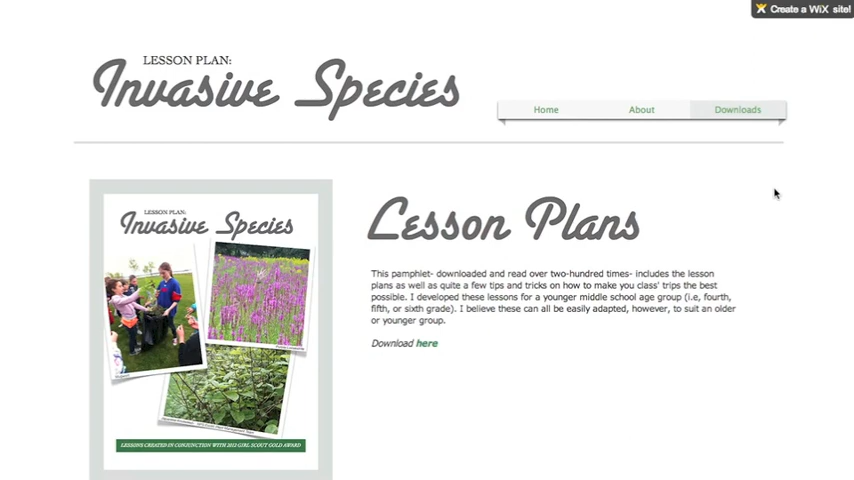 Create a WiX site!
LESSON PLAN:
Invasive Species
Home
About
Downloads
LESSON PLAN:
Invasive Species
LESSONS CREATED IN CONJUNCTION WITH 2012 GIRL SCOUT GOLD AWARD
Lesson Plans
This pamphlet- downloaded and read over two-hundred times- includes the lesson
plans as well as quite a few tips and tricks on how to make you class' trips the best
possible. I developed these lessons for a younger middle school age group (i.e, fourth,
fifth, or sixth grade). I believe these can all be easily adapted, however, to suit an older
or younger group.
Download here